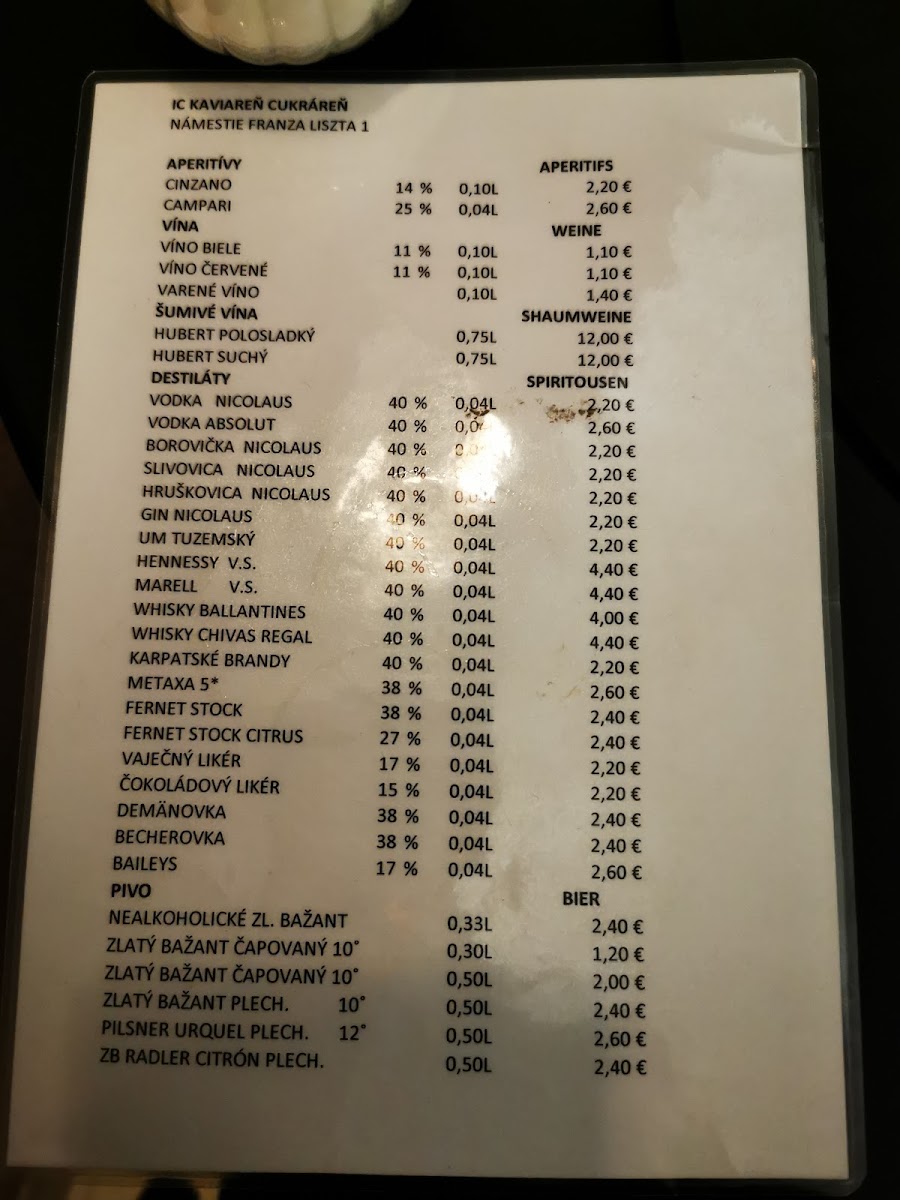 IC KAVIAREŇ CUKRÁREŇ
NÁMESTIE FRANZA LISZTA 1
APERITÍVY APERITIFS
CINZANO 14 % 0,10L 2,20 €
CAMPARI 25 % 0,04L 2,60 €
VÍNA WEINE
VÍNO BIELE 11 % 0,10L 1,10 €
VÍNO ČERVENÉ 11 % 0,10L 1,10 €
VARENÉ VÍNO 0,10L 1,40 €
ŠUMIVÉ VÍNA SHAUMWEINE
HUBERT POLOSLADKÝ 0,75L 12,00 €
HUBERT SUCHÝ 0,75L 12,00 €
DESTILÁTY SPIRITOUSEN
VODKA NICOLAUS 40 % 0,04L 2,20 €
VODKA ABSOLUT 40 % 2,60 €
BOROVIČKA NICOLAUS 40 % 2,20 €
SLIVOVICA NICOLAUS 40 % 2,20 €
HRUŠKOVICA NICOLAUS 40 % 2,20 €
GIN NICOLAUS 40 % 0,04L 2,20 €
UM TUZEMSKÝ 40 % 0,04L 2,20 €
HENNESSY V.S. 40 % 0,04L 4,40 €
MARELL V.S. 40 % 0,04L 4,40 €
WHISKY BALLANTINES 40 % 0,04L 4,00 €
WHISKY CHIVAS REGAL 40 % 0,04L 4,40 €
KARPATSKÉ BRANDY 40 % 0,04L 2,20 €
METAXA 5* 38 % 0,04L 2,60 €
FERNET STOCK 38 % 0,04L 2,40 €
FERNET STOCK CITRUS 27 % 0,04L 2,40 €
VAJEČNÝ LIKÉR 17 % 0,04L 2,20 €
ČOKOLÁDOVÝ LIKÉR 15 % 0,04L 2,20 €
DEMÄNOVKA 38 % 0,04L 2,40 €
BECHEROVKA 38 % 0,04L 2,40 €
BAILEYS 17 % 0,04L 2,60 €
PIVO BIER
NEALKOHOLICKÉ ZL. BAŽANT 0,33L 2,40 €
ZLATÝ BAŽANT ČAPOVANÝ 10° 0,30L 1,20 €
ZLATÝ BAŽANT ČAPOVANÝ 10° 0,50L 2,00 €
ZLATÝ BAŽANT PLECH. 10° 0,50L 2,40 €
PILSNER URQUEL PLECH. 12° 0,50L 2,60 €
ZB RADLER CITRÓN PLECH. 0,50L 2,40 €